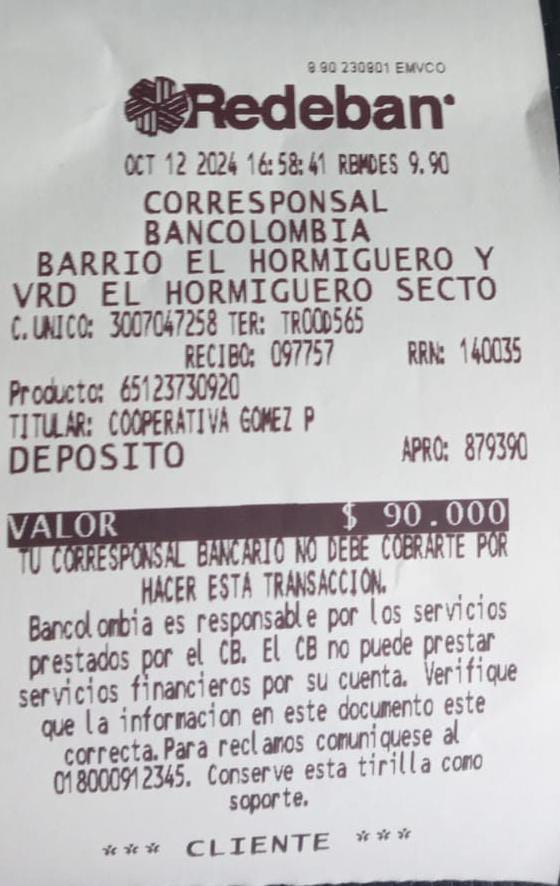 9.90 230901 EMVCO
Redeban
OCT 12 2024 16:58:41 RBMDES 9.90
CORRESPONSAL
BANCOLOMBIA
BARRIO EL HORMIGUERO Y
VRD EL HORMIGUERO SECTO
C. UNICO: 3007047258 TER: TR00D565
RECIBO: 097757 RRN: 140035
Producto: 65123730920
TITULAR: COOPERATIVA GOMEZ P
DEPOSITO APRO: 879390
VALOR $ 90.000
TU CORRESPONSAL BANCARIO NO DEBE COBRARTE POR
HACER ESTA TRANSACCION.
Bancolombia es responsable por los servicios
prestados por el CB. El CB no puede prestar
servicios financieros por su cuenta. Verifique
que la informacion en este documento este
correcta.Para reclamos comuniquese al
018000912345. Conserve esta tirilla como
soporte.
*** CLIENTE ***